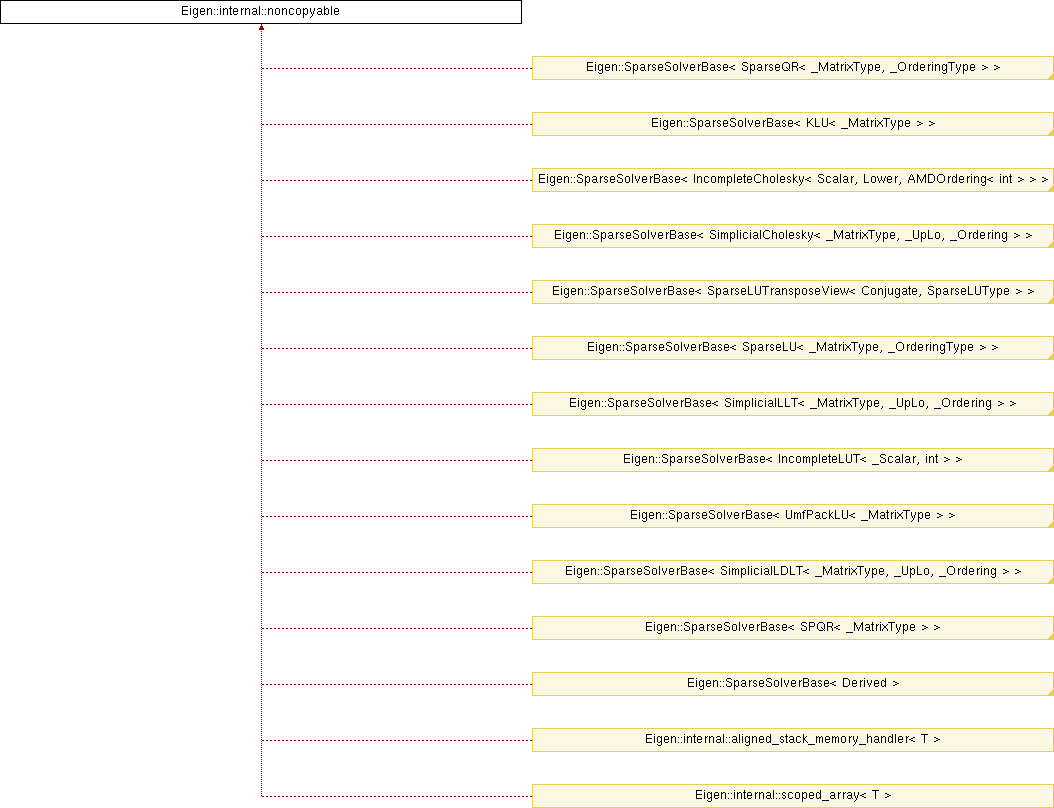 Eigen::internal::noncopyable
Eigen::SparseSolverBase< SparseQR< _MatrixType, _OrderingType > >
Eigen::SparseSolverBase< KLU< _MatrixType > >
Eigen::SparseSolverBase< IncompleteCholesky< Scalar, Lower, AMDOrdering< int > > >
Eigen::SparseSolverBase< SimplicialCholesky< _MatrixType, _UpLo, _Ordering > >
Eigen::SparseSolverBase< SparseLUTransposeView< Conjugate, SparseLUType > >
Eigen::SparseSolverBase< SparseLU< _MatrixType, _OrderingType > >
Eigen::SparseSolverBase< SimplicialLLT< _MatrixType, _UpLo, _Ordering > >
Eigen::SparseSolverBase< IncompleteLUT< _Scalar, int > >
Eigen::SparseSolverBase< UmfPackLU< _MatrixType > >
Eigen::SparseSolverBase< SimplicialLDLT< _MatrixType, _UpLo, _Ordering > >
Eigen::SparseSolverBase< SPQR< _MatrixType > >
Eigen::SparseSolverBase< Derived >
Eigen::internal::aligned_stack_memory_handler< T >
Eigen::internal::scoped_array< T >